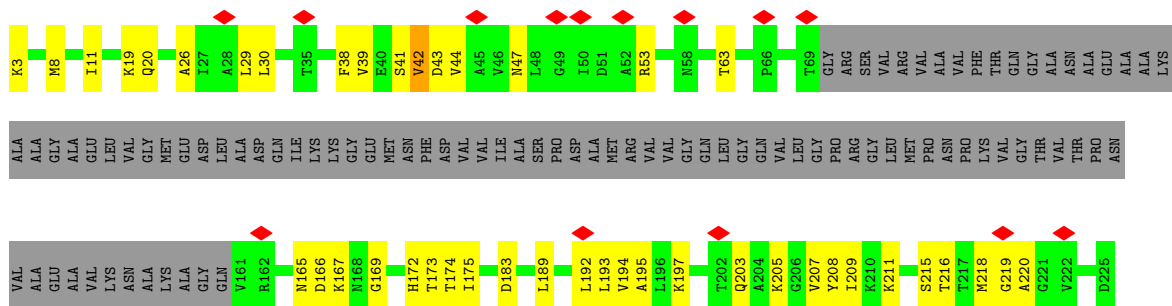 K3 M8 I11 K19 Q20 A26 I27 A28 L29 L30 T35 F38 V39 E40 S41 V42 D43 V44 A45 V46 N47 L48 G49 I50 D51 A52 R53 N58 T63 P66 T69 GLY ARG SER VAL ARG VAL ALA VAL PHE THR GLN GLY ALA ASN ALA GLU ALA ALA LYS
ALA ALA GLY ALA GLU LEU VAL GLY MET GLU ASP LEU ALA ASP GLN ILE LYS LYS GLY GLU MET ASN PHE ASP VAL VAL ILE ALA SER PRO ASP ALA MET ARG VAL VAL GLY GLN LEU GLY GLN VAL LEU GLY PRO ARG GLY LEU MET PRO ASN PRO LYS VAL GLY THR VAL THR PRO ASN
VAL ALA GLU ALA VAL LYS ASN ALA LYS ALA GLY GLN V161 R162 N165 D166 K167 N168 G169 H172 T173 T174 I175 D183 L189 L192 L193 V194 A195 L196 K197 T202 Q203 A204 K205 G206 V207 Y208 I209 K210 K211 S215 T216 T217 M218 G219 A220 G221 V222 D225